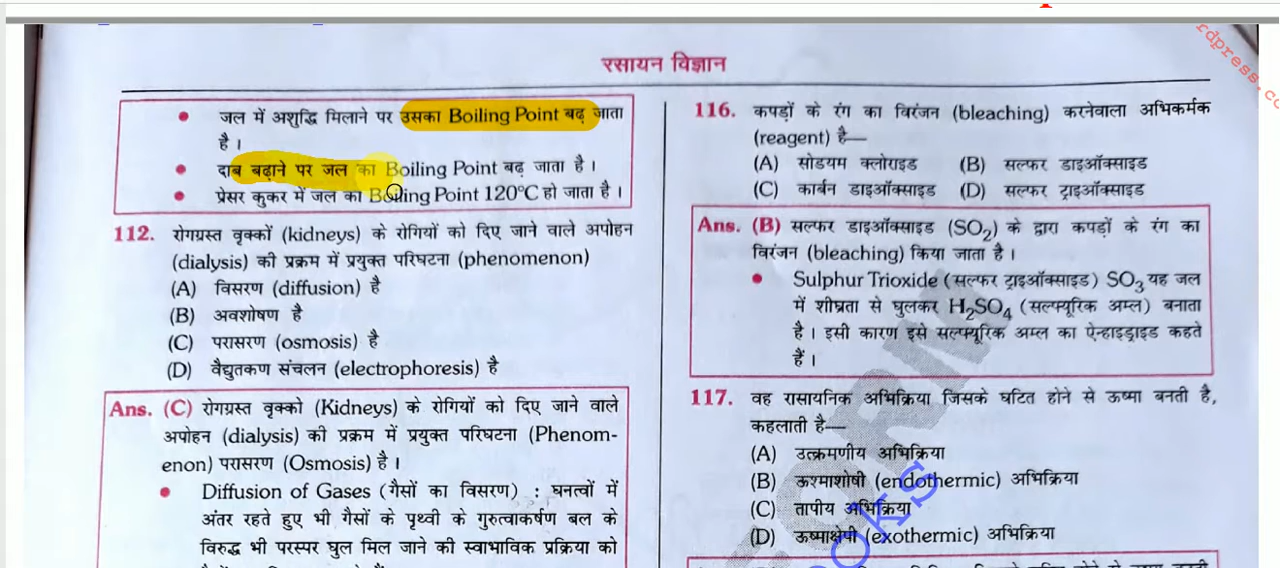 रसायन विज्ञान
• जल में अशुद्धि मिलाने पर उसका Boiling Point बढ़ जाता
है ।
• दाब बढ़ाने पर जल का Boiling Point बढ़ जाता है ।
• प्रेसर कुकर में जल का Boiling Point 120°C हो जाता है ।
112. रोगग्रस्त वृक्कों (kidneys) के रोगियों को दिए जाने वाले अपोहन
(dialysis) की प्रक्रम में प्रयुक्त परिघटना (phenomenon)
(A) विसरण (diffusion) है
(B) अवशोषण है
(C) परासरण (osmosis) है
(D) वैद्युतकण संचलन (electrophoresis) है
Ans. (C) रोगग्रस्त वृक्को (Kidneys) के रोगियों को दिए जाने वाले
अपोहन (dialysis) की प्रक्रम में प्रयुक्त परिघटना (Phenom-
enon) परासरण (Osmosis) है ।
• Diffusion of Gases (गैसों का विसरण) : घनत्वों में
अंतर रहते हुए भी गैसों के पृथ्वी के गुरुत्वाकर्षण बल के
विरुद्ध भी परस्पर घुल मिल जाने की स्वाभाविक प्रक्रिया को
116. कपड़ों के रंग का विरंजन (bleaching) करनेवाला अभिकर्मक
(reagent) है—
(A) सोडयम क्लोराइड (B) सल्फर डाइऑक्साइड
(C) कार्बन डाइऑक्साइड (D) सल्फर ट्राइऑक्साइड
Ans. (B) सल्फर डाइऑक्साइड (SO₂) के द्वारा कपड़ों के रंग का
विरंजन (bleaching) किया जाता है ।
• Sulphur Trioxide (सल्फर ट्राइऑक्साइड) SO₃ यह जल
में शीघ्रता से घुलकर H₂SO₄ (सल्फ्यूरिक अम्ल) बनाता
है । इसी कारण इसे सल्फ्यूरिक अम्ल का ऐन्हाइड्राइड कहते
हैं ।
117. वह रासायनिक अभिक्रिया जिसके घटित होने से ऊष्मा बनती है,
कहलाती है—
(A) उत्क्रमणीय अभिक्रिया
(B) ऊश्माशोषी (endothermic) अभिक्रिया
(C) तापीय अभिक्रिया
(D) ऊष्माक्षेपी (exothermic) अभिक्रिया
rdpress.co
OKS